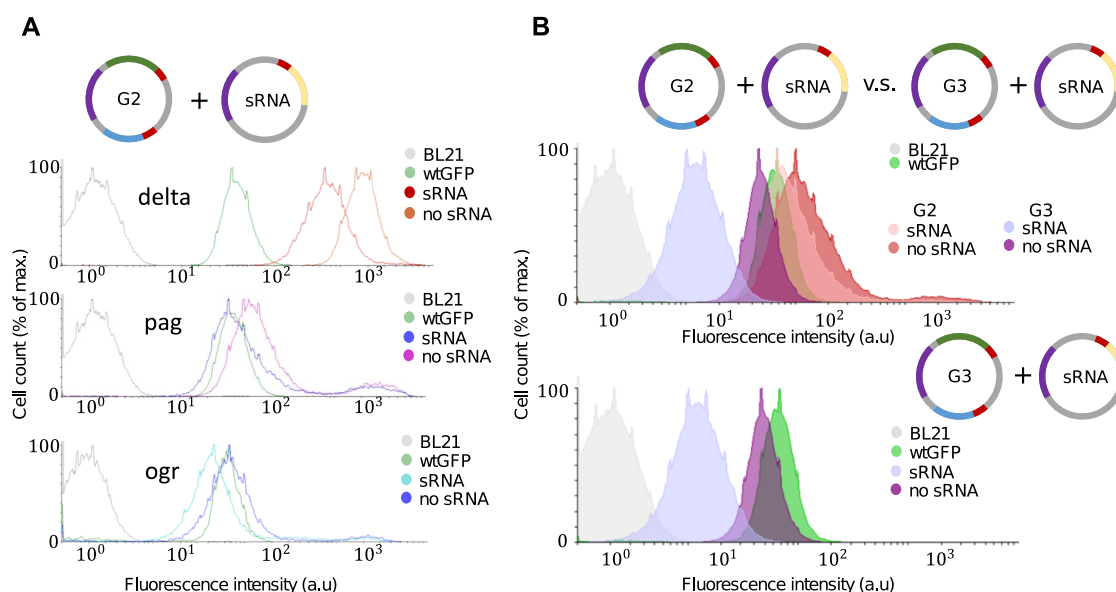 A
G2
+
sRNA
Cell count (% of max.)
100
0
delta
BL21
wtGFP
sRNA
no sRNA
10^0
10^1
10^2
10^3
100
0
pag
BL21
wtGFP
sRNA
no sRNA
10^0
10^1
10^2
10^3
100
0
ogr
BL21
wtGFP
sRNA
no sRNA
10^0
10^1
10^2
10^3
Fluorescence intensity (a.u)
B
G2
+
sRNA
v.s.
G3
+
sRNA
Cell count (% of max.)
100
0
BL21
wtGFP
G2
sRNA
no sRNA
G3
sRNA
no sRNA
10^0
10^1
10^2
10^3
Fluorescence intensity (a.u)
G3
+
sRNA
100
0
BL21
wtGFP
sRNA
no sRNA
10^0
10^1
10^2
10^3
Fluorescence intensity (a.u)